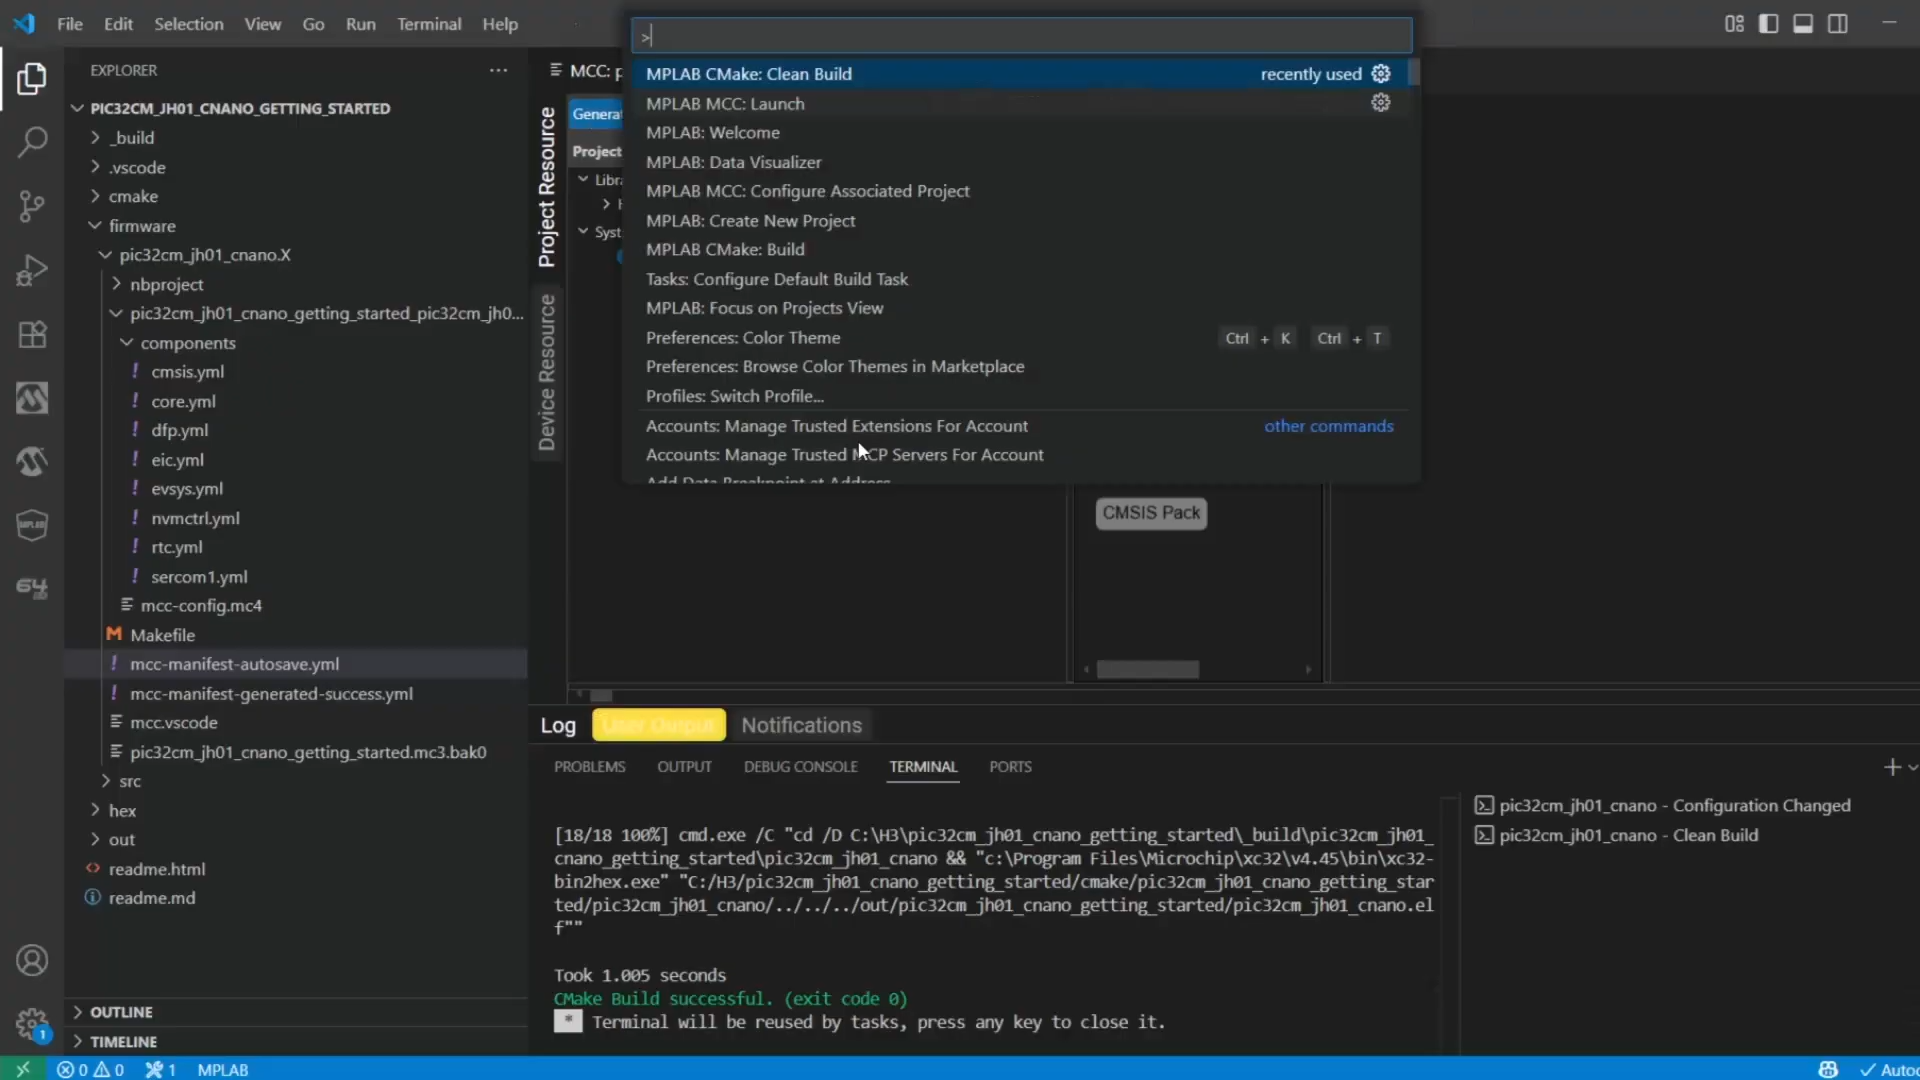 File Edit Selection View Go Run Terminal Help
>
MPLAB CMake: Clean Build recently used
MPLAB MCC: Launch
MPLAB: Welcome
MPLAB: Data Visualizer
MPLAB MCC: Configure Associated Project
MPLAB: Create New Project
MPLAB CMake: Build
Tasks: Configure Default Build Task
MPLAB: Focus on Projects View
Preferences: Color Theme Ctrl + K Ctrl + T
Preferences: Browse Color Themes in Marketplace
Profiles: Switch Profile...
Accounts: Manage Trusted Extensions For Account other commands
Accounts: Manage Trusted MCP Servers For Account
Add Data Breakpoint at Address
EXPLORER
PIC32CM_JH01_CNANO_GETTING_STARTED
_build
.vscode
cmake
firmware
pic32cm_jh01_cnano.X
nbproject
pic32cm_jh01_cnano_getting_started_pic32cm_jh0...
components
! cmsis.yml
! core.yml
! dfp.yml
! eic.yml
! evsys.yml
! nvmctrl.yml
! rtc.yml
! sercom1.yml
mcc-config.mc4
M Makefile
! mcc-manifest-autosave.yml
! mcc-manifest-generated-success.yml
mcc.vscode
pic32cm_jh01_cnano_getting_started.mc3.bak0
src
hex
out
readme.html
readme.md
OUTLINE
TIMELINE
MCC: p
Project Resource
Device Resource
Generat
Project
Libra
H
Syst
CMSIS Pack
Log User Output Notifications
PROBLEMS OUTPUT DEBUG CONSOLE TERMINAL PORTS
[18/18 100%] cmd.exe /C "cd /D C:\H3\pic32cm_jh01_cnano_getting_started\_build\pic32cm_jh01_
cnano_getting_started\pic32cm_jh01_cnano && "c:\Program Files\Microchip\xc32\v4.45\bin\xc32-
bin2hex.exe" "C:/H3/pic32cm_jh01_cnano_getting_started/cmake/pic32cm_jh01_cnano_getting_star
ted/pic32cm_jh01_cnano/../../../out/pic32cm_jh01_cnano_getting_started/pic32cm_jh01_cnano.el
f""
Took 1.005 seconds
CMake Build successful. (exit code 0)
* Terminal will be reused by tasks, press any key to close it.
pic32cm_jh01_cnano - Configuration Changed
pic32cm_jh01_cnano - Clean Build
MPLAB
64
1
0 0 1 MPLAB
Autoc